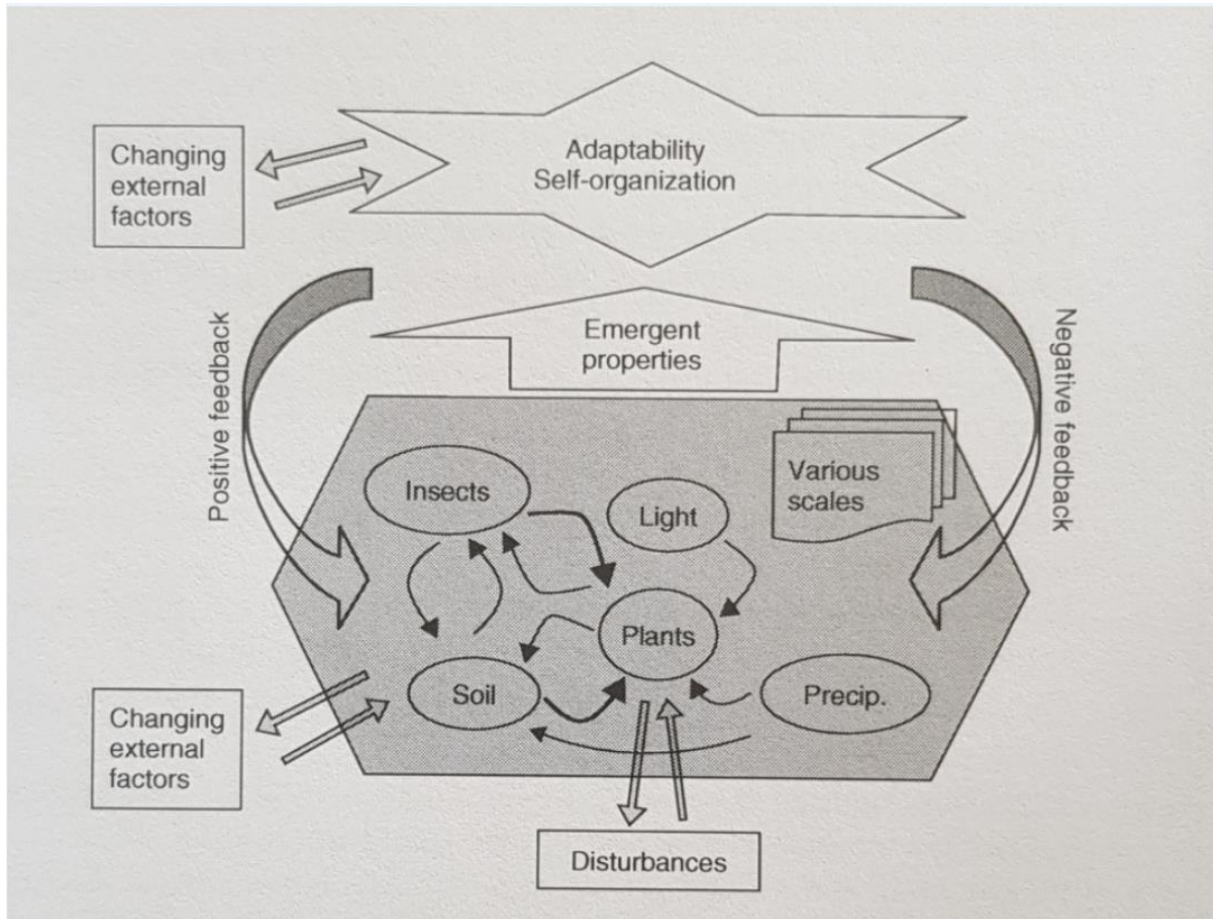 Changing
external
factors
Adaptability
Self-organization
Positive feedback
Emergent
properties
Negative feedback
Insects
Light
Various
scales
Plants
Soil
Precip.
Changing
external
factors
Disturbances